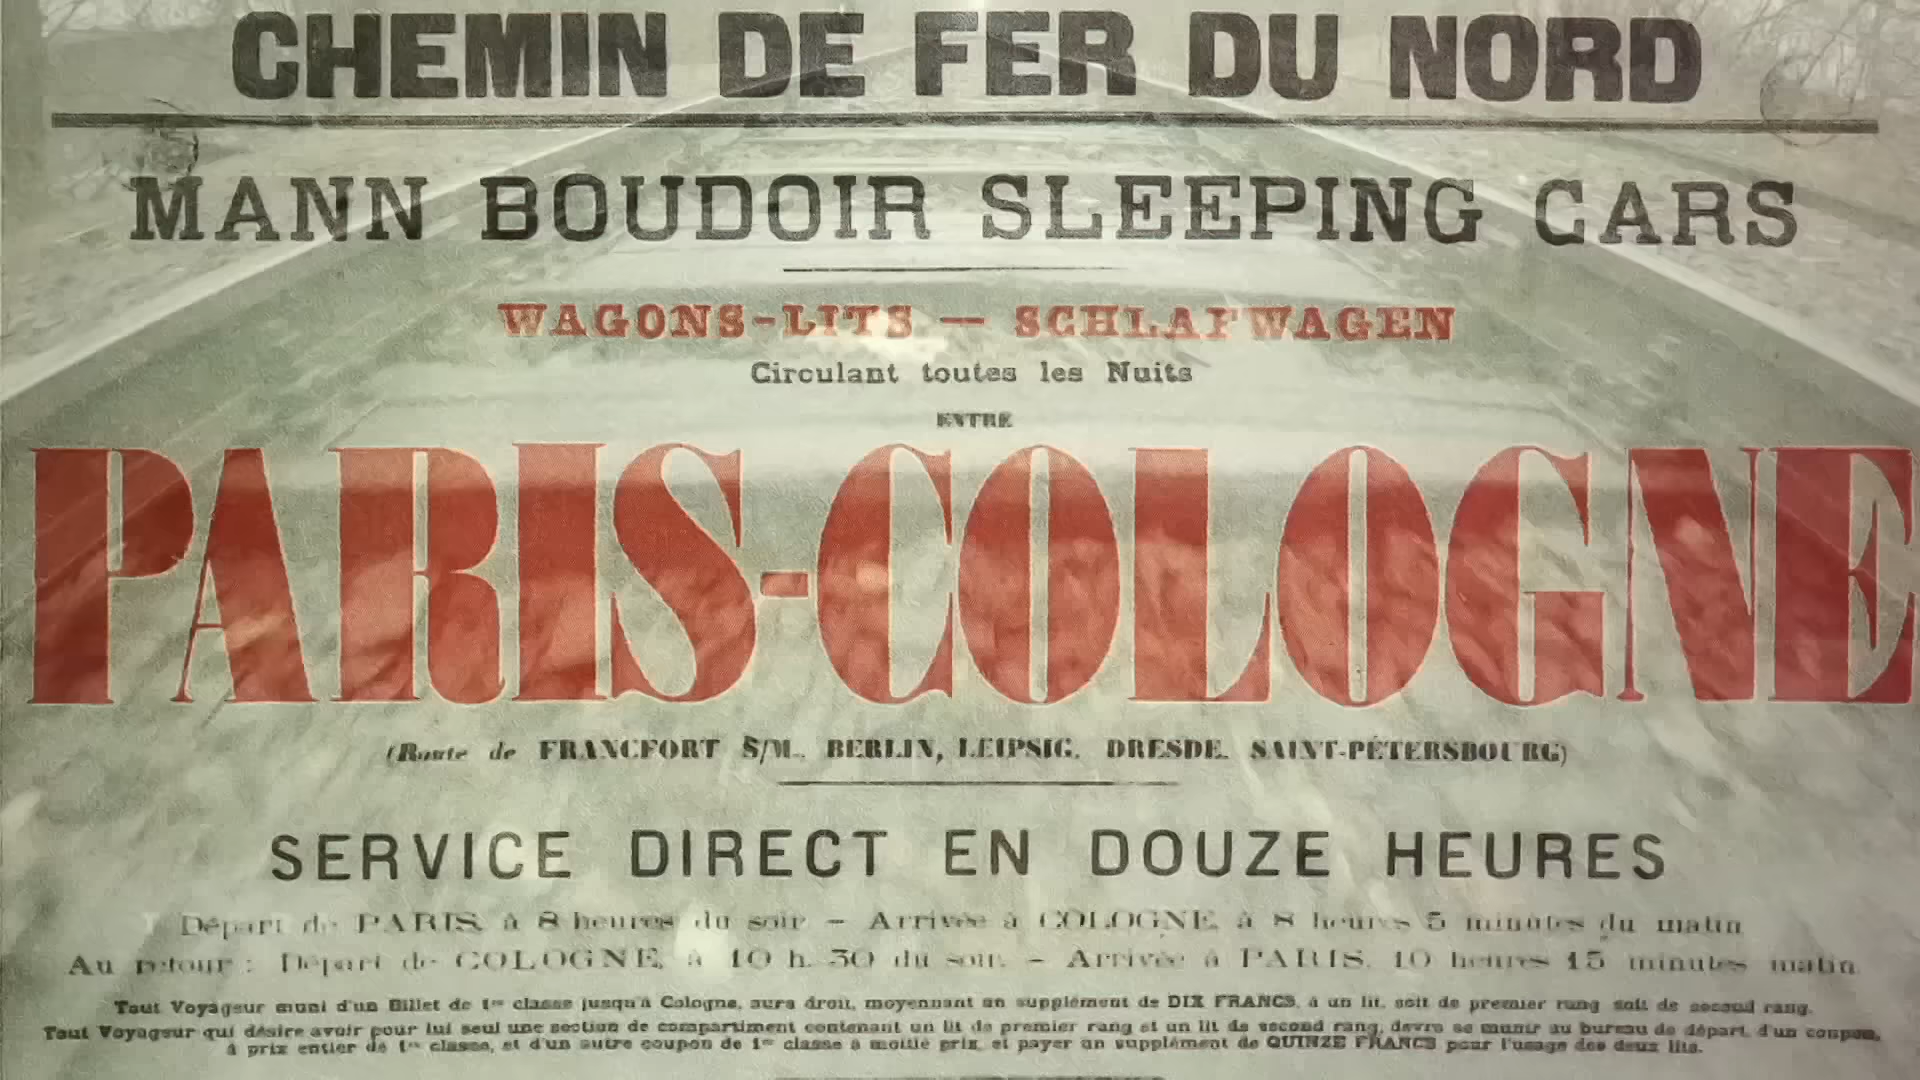 CHEMIN DE FER DU NORD
MANN BOUDOIR SLEEPING CARS
WAGONS-LITS — SCHLAFWAGEN
Circulant toutes les Nuits
ENTRE
PARIS-COLOGNE
(Route de FRANCFORT S/M., BERLIN, LEIPSIG, DRESDE, SAINT-PÉTERSBOURG)
SERVICE DIRECT EN DOUZE HEURES
Départ de PARIS à 8 heures du soir – Arrivée à COLOGNE, à 8 heures 5 minutes du matin
Au retour : Départ de COLOGNE, à 10 h. 30 du soir. – Arrivée à PARIS, 10 heures 15 minutes matin.
Tout Voyageur muni d'un Billet de 1re classe jusqu'à Cologne, aura droit, moyennant un supplément de DIX FRANCS, à un lit, soit de premier rang soit de second rang.
Tout Voyageur qui désire avoir pour lui seul une section de compartiment contenant un lit de premier rang et un lit de second rang, devra se munir au bureau de départ, d'un coupon,
à prix entier de 1re classe, et d'un autre coupon de 1re classe à moitié prix et payer un supplément de QUINZE FRANCS pour l'usage des deux lits.